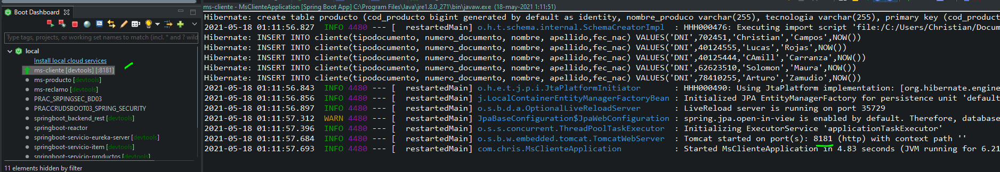 Boot Dashboard
Type tags, projects, or working set names to match (incl. * and ? wild
local
Install local cloud services
ms-cliente [devtools] [:8181]
ms-producto [devtools]
ms-reclamo [devtools]
PRAC_SRPINGSEC_BD03
PRACCRUDSBOOT03_SPRING_SECURITY
springboot_backend_rest [devtools]
springboot-reactor
springboot-servicio-eureka-server [devtools]
springboot-servicio-item [devtools]
springboot-servicio-productos [devtools]
11 elements hidden by filter
ms-cliente - MsClienteApplication [Spring Boot App] C:\Program Files\Java\jre1.8.0_271\bin\javaw.exe (18-may-2021 1:11:51)
Hibernate: create table producto (cod_producto bigint generated by default as identity, nombre_produco varchar(255), tecnologia varchar(255), primary key (cod_product
2021-05-18 01:11:56.827 INFO 4480 --- [ restartedMain] o.h.t.schema.internal.SchemaCreatorImpl : HHH000476: Executing import script 'file:/C:/Users/Christian/Docum
Hibernate: INSERT INTO cliente(tipodocumento, numero_documento, nombre, apellido,fec_nac) VALUES('DNI',702451,'Christian','Campos',NOW())
Hibernate: INSERT INTO cliente(tipodocumento, numero_documento, nombre, apellido,fec_nac) VALUES('DNI',40124555,'Lucas','Rojas',NOW())
Hibernate: INSERT INTO cliente(tipodocumento, numero_documento, nombre, apellido,fec_nac) VALUES('DNI',40125444,'CAmill','Carranza',NOW())
Hibernate: INSERT INTO cliente(tipodocumento, numero_documento, nombre, apellido,fec_nac) VALUES('DNI',62623510,'Solomon','Maura',NOW())
Hibernate: INSERT INTO cliente(tipodocumento, numero_documento, nombre, apellido,fec_nac) VALUES('DNI',78410255,'Arturo','Zamudio',NOW())
2021-05-18 01:11:56.843 INFO 4480 --- [ restartedMain] o.h.e.t.j.p.i.JtaPlatformInitiator : HHH000490: Using JtaPlatform implementation: [org.hibernate.engine
2021-05-18 01:11:56.856 INFO 4480 --- [ restartedMain] j.LocalContainerEntityManagerFactoryBean : Initialized JPA EntityManagerFactory for persistence unit 'default
2021-05-18 01:11:56.897 INFO 4480 --- [ restartedMain] o.s.b.d.a.OptionalLiveReloadServer : LiveReload server is running on port 35729
2021-05-18 01:11:57.312 WARN 4480 --- [ restartedMain] JpaBaseConfiguration$JpaWebConfiguration : spring.jpa.open-in-view is enabled by default. Therefore, database
2021-05-18 01:11:57.396 INFO 4480 --- [ restartedMain] o.s.s.concurrent.ThreadPoolTaskExecutor : Initializing ExecutorService 'applicationTaskExecutor'
2021-05-18 01:11:57.684 INFO 4480 --- [ restartedMain] o.s.b.w.embedded.tomcat.TomcatWebServer : Tomcat started on port(s): 8181 (http) with context path ''
2021-05-18 01:11:57.693 INFO 4480 --- [ restartedMain] com.chris.MsClienteApplication : Started MsClienteApplication in 4.83 seconds (JVM running for 6.21